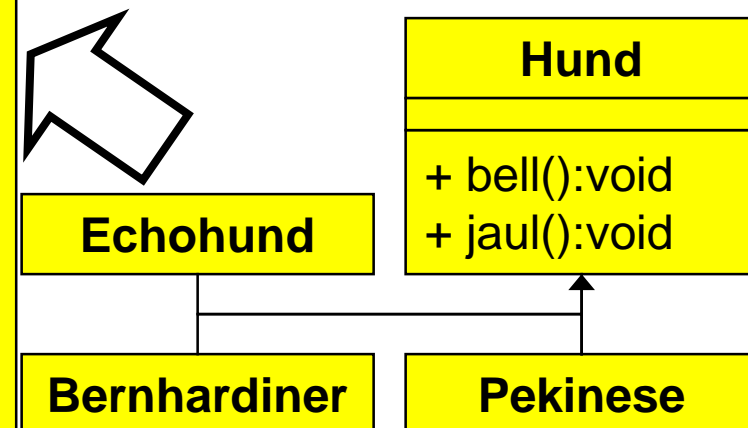 Hund
+ bell():void
+ jaul():void
Echohund
Bernhardiner
Pekinese